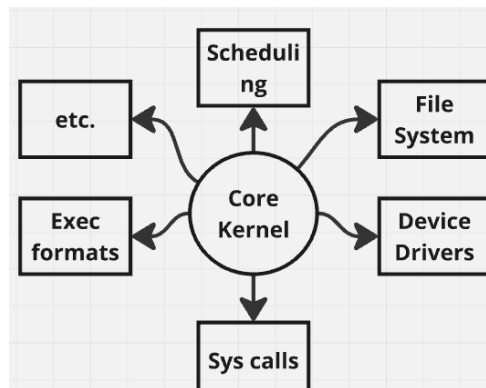 Scheduli
ng
etc.
File
System
Core
Kernel
Exec
formats
Device
Drivers
Sys calls